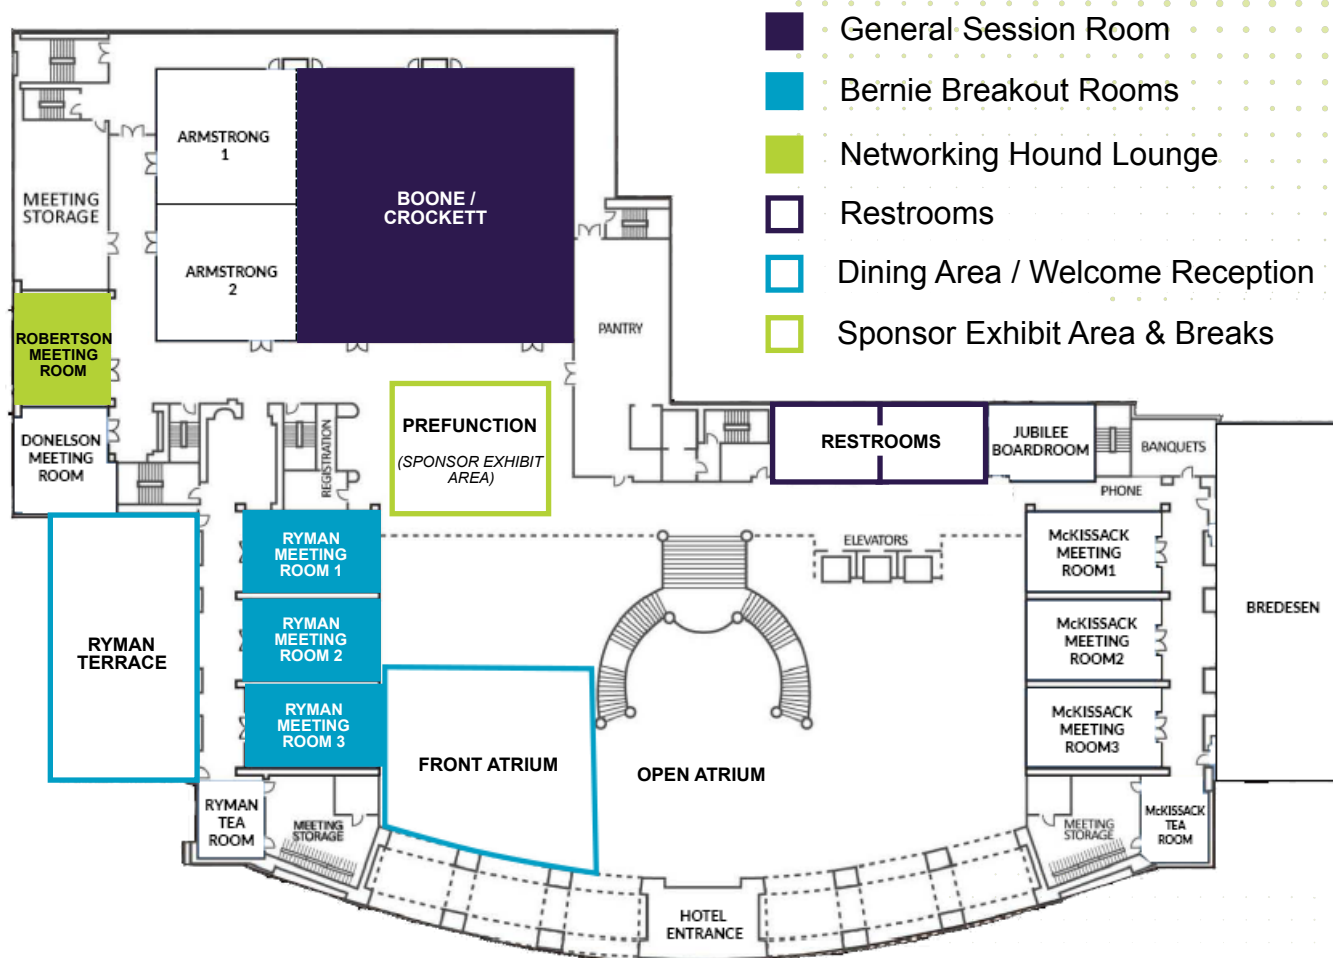 General Session Room
Bernie Breakout Rooms
Networking Hound Lounge
Restrooms
Dining Area / Welcome Reception
Sponsor Exhibit Area & Breaks
ARMSTRONG
1
BOONE /
CROCKETT
MEETING
STORAGE
ARMSTRONG
2
PANTRY
ROBERTSON
MEETING
ROOM
DONELSON
MEETING
ROOM
REGISTRATION
PREFUNCTION
(SPONSOR EXHIBIT
AREA)
RESTROOMS
JUBILEE
BOARDROOM
BANQUETS
PHONE
RYMAN
MEETING
ROOM 1
ELEVATORS
McKISSACK
MEETING
ROOM1
RYMAN
TERRACE
RYMAN
MEETING
ROOM 2
McKISSACK
MEETING
ROOM2
BREDESEN
RYMAN
MEETING
ROOM 3
McKISSACK
MEETING
ROOM3
FRONT ATRIUM
OPEN ATRIUM
RYMAN
TEA
ROOM
MEETING
STORAGE
MEETING
STORAGE
McKISSACK
TEA
ROOM
HOTEL
ENTRANCE